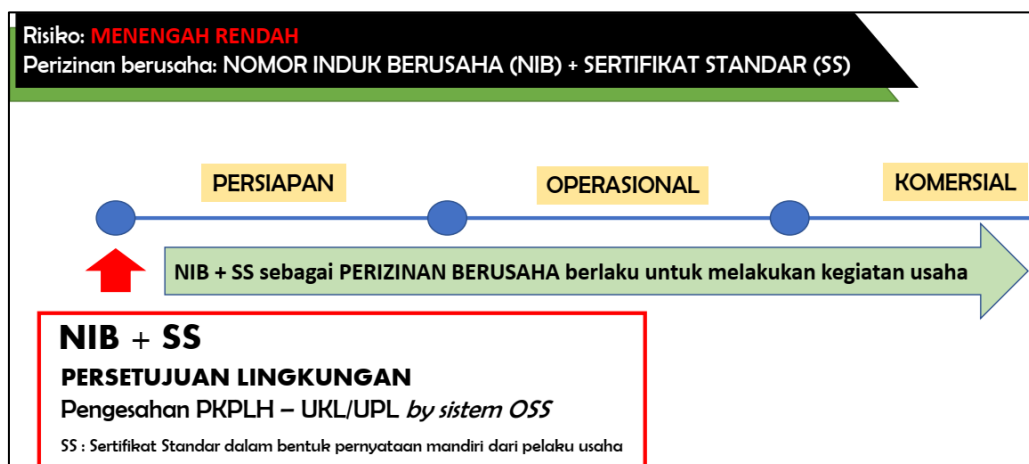 Risiko: MENENGAH RENDAH
Perizinan berusaha: NOMOR INDUK BERUSAHA (NIB) + SERTIFIKAT STANDAR (SS)
PERSIAPAN
OPERASIONAL
KOMERSIAL
NIB + SS sebagai PERIZINAN BERUSAHA berlaku untuk melakukan kegiatan usaha
NIB + SS
PERSETUJUAN LINGKUNGAN
Pengesahan PKPLH – UKL/UPL by sistem OSS
SS : Sertifikat Standar dalam bentuk pernyataan mandiri dari pelaku usaha